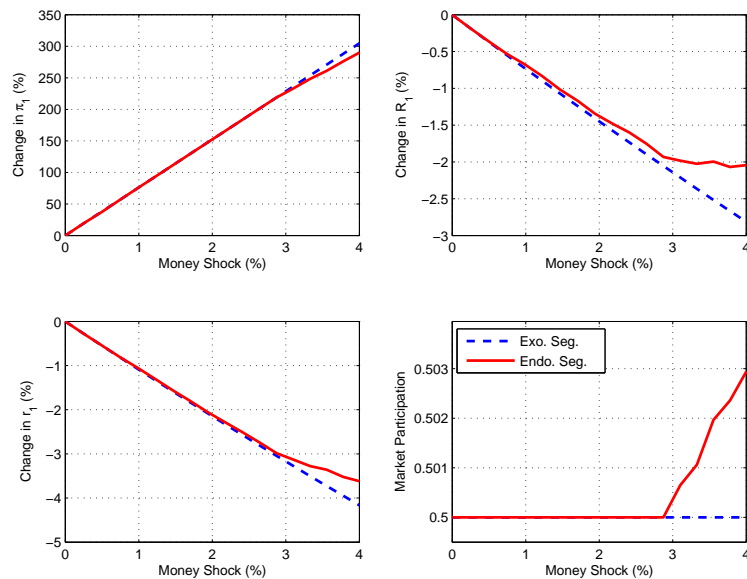 350
300
250
200
150
100
50
0
Change in π₁ (%)
0 1 2 3 4
Money Shock (%)
0
−0.5
−1
−1.5
−2
−2.5
−3
Change in R₁ (%)
0 1 2 3 4
Money Shock (%)
0
−1
−2
−3
−4
−5
Change in r₁ (%)
0 1 2 3 4
Money Shock (%)
Exo. Seg.
Endo. Seg.
0.503
0.502
0.501
0.5
Market Participation
0 1 2 3 4
Money Shock (%)